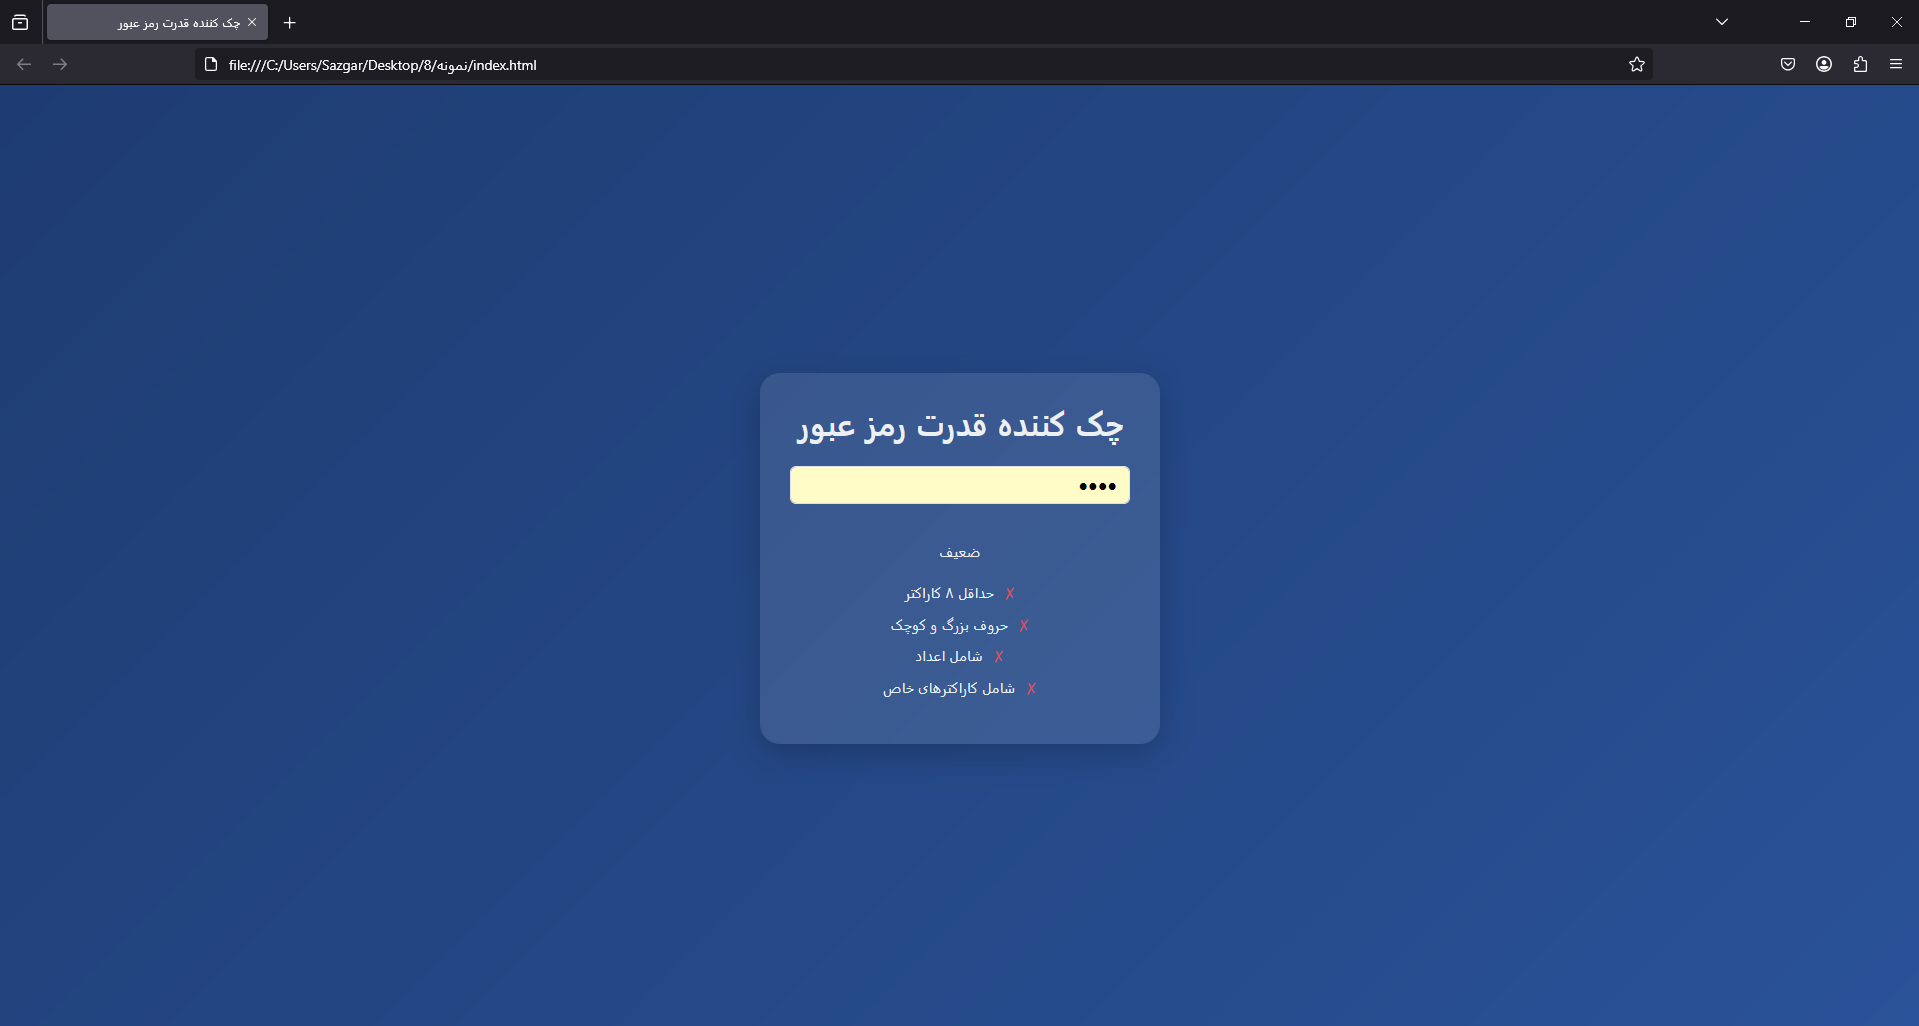 چک کننده قدرت رمز عبور
file:///C:/Users/Sazgar/Desktop/8/نمونه/index.html
چک کننده قدرت رمز عبور
••••
ضعیف
✗ حداقل ۸ کاراکتر
✗ حروف بزرگ و کوچک
✗ شامل اعداد
✗ شامل کاراکترهای خاص